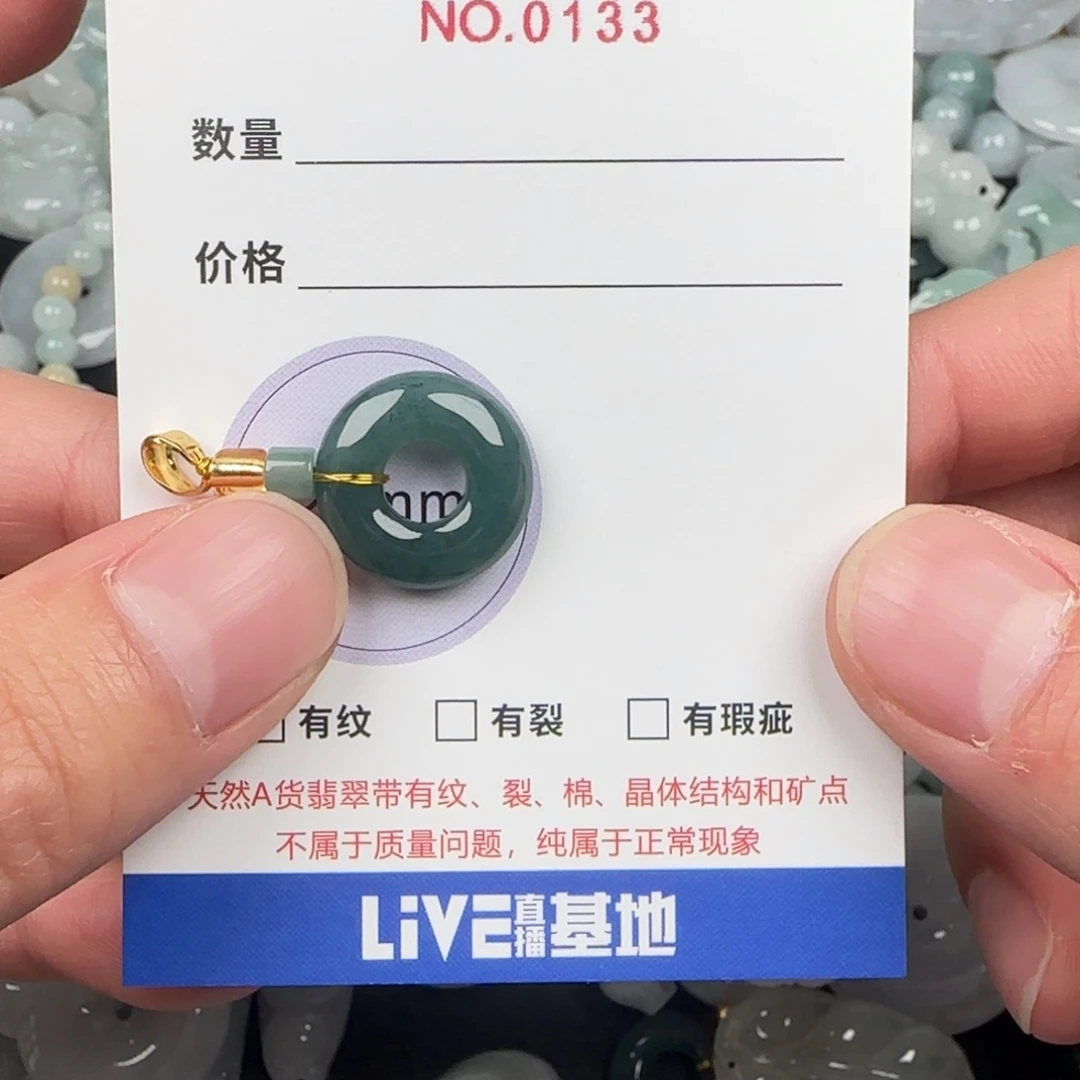 NO.0133
数量
价格
mm
有纹 有裂 有瑕疵
天然A货翡翠带有纹、裂、棉、晶体结构和矿点
不属于质量问题，纯属于正常现象
LiVE直播基地